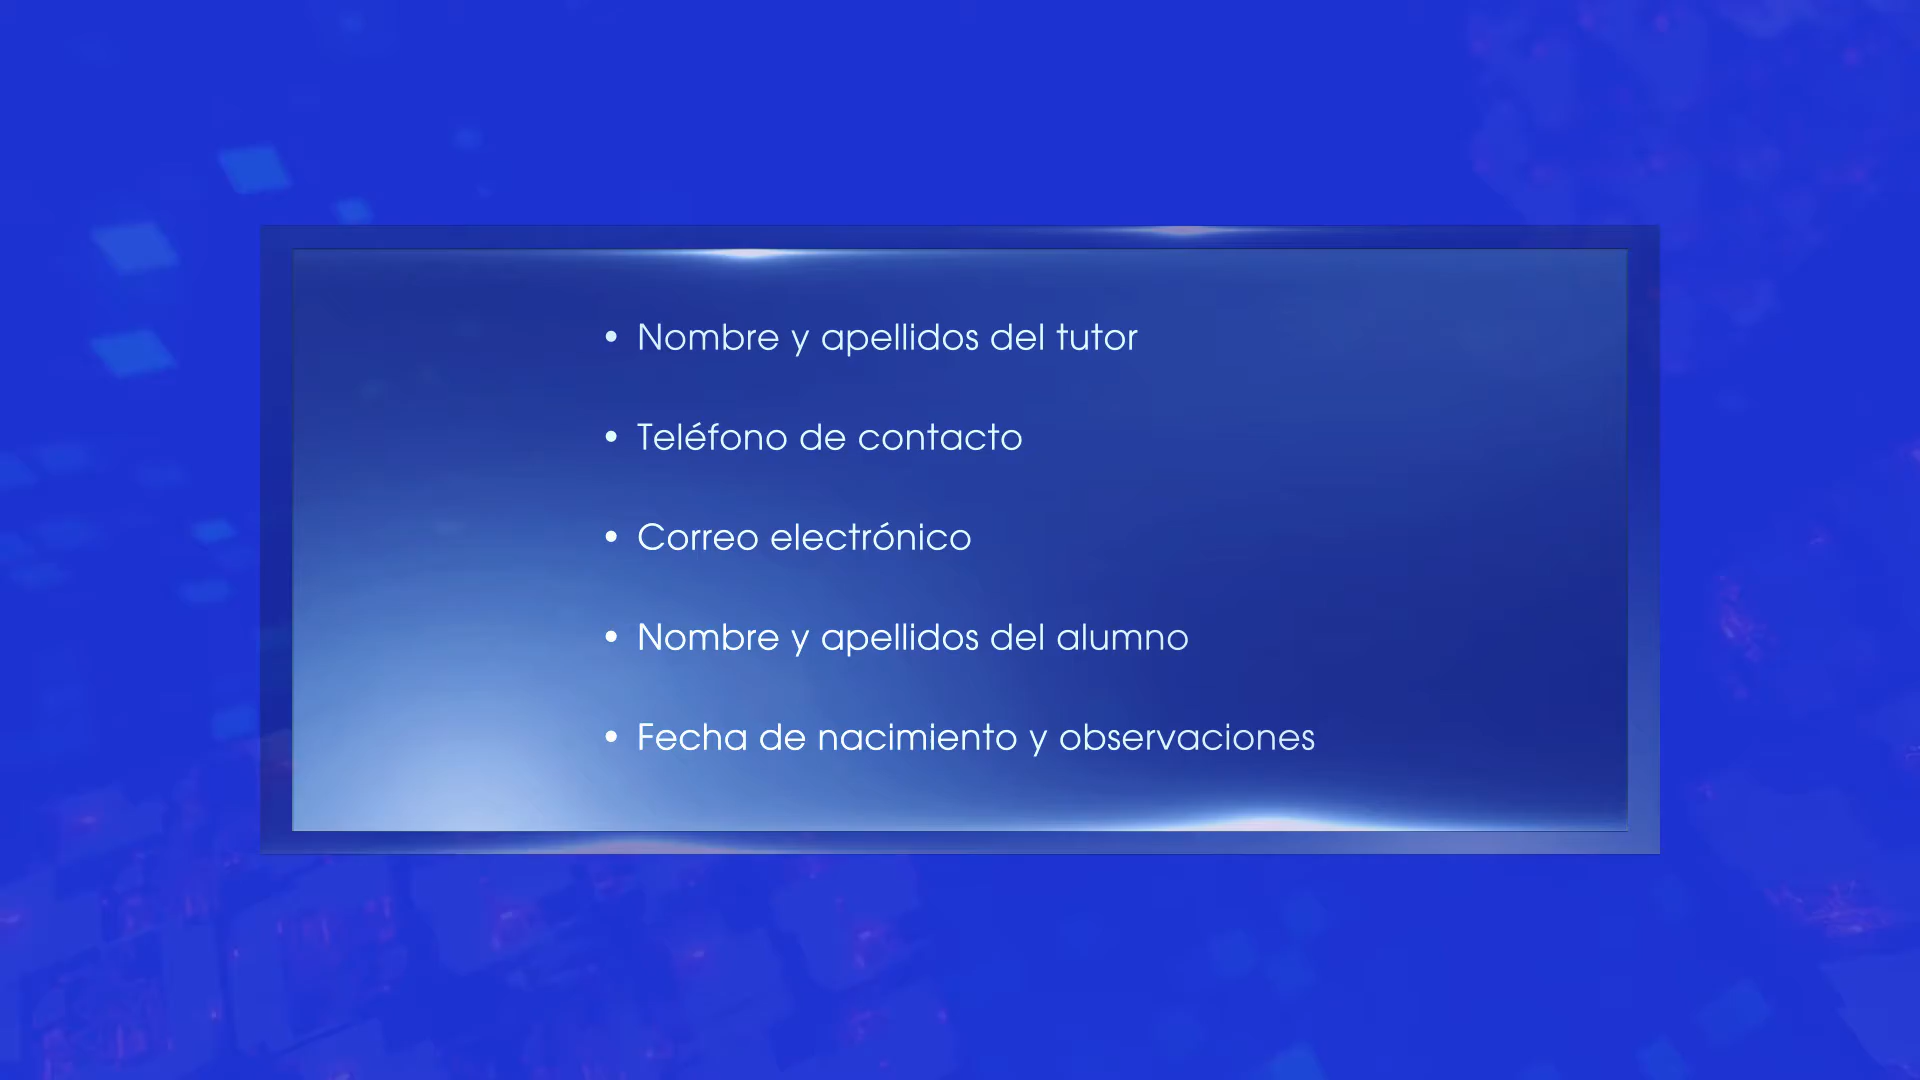 • Nombre y apellidos del tutor
• Teléfono de contacto
• Correo electrónico
• Nombre y apellidos del alumno
• Fecha de nacimiento y observaciones